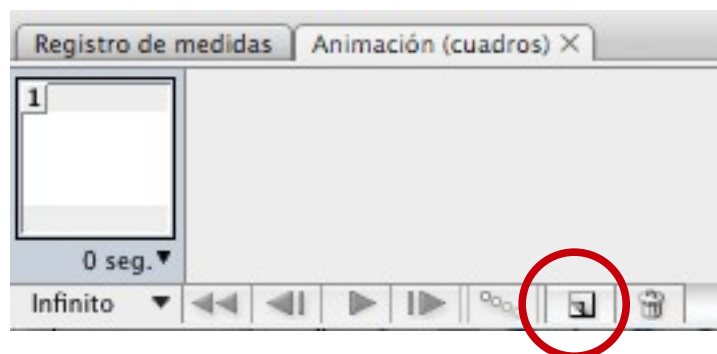 Registro de medidas Animación (cuadros)
1
0 seg.
Infinito